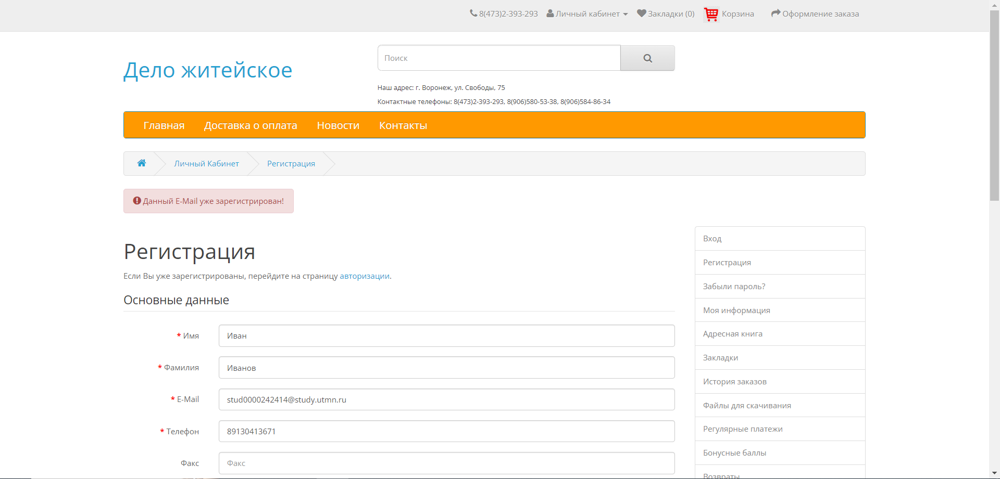 8(473)2-393-293 Личный кабинет Закладки (0) Корзина Оформление заказа
Дело житейское
Поиск
Наш адрес: г. Воронеж, ул. Свободы, 75
Контактные телефоны: 8(473)2-393-293, 8(906)580-53-38, 8(906)584-86-34
Главная Доставка о оплата Новости Контакты
Личный Кабинет Регистрация
Данный E-Mail уже зарегистрирован!
Регистрация
Если Вы уже зарегистрированы, перейдите на страницу авторизации.
Основные данные
* Имя Иван
* Фамилия Иванов
* E-Mail stud0000242414@study.utmn.ru
* Телефон 89130413671
Факс Факс
Вход
Регистрация
Забыли пароль?
Моя информация
Адресная книга
Закладки
История заказов
Файлы для скачивания
Регулярные платежи
Бонусные баллы
Возвраты